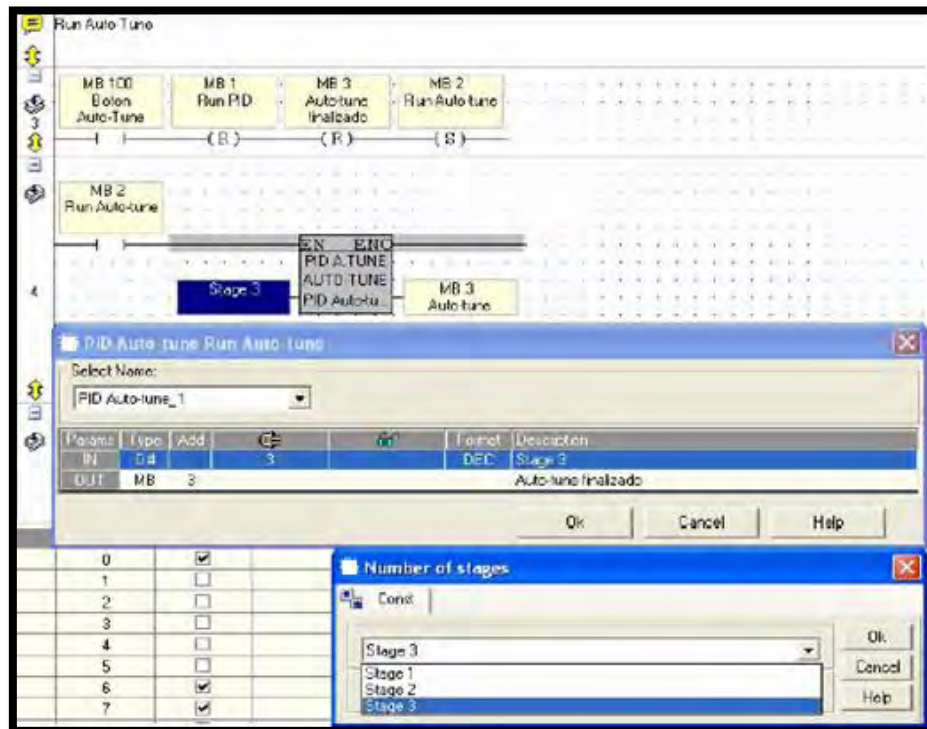 Run Auto Tune
MB 100 MB 1 MB 3 MB 2
Boton Run PID Auto-tune Run Auto tune
Auto-Tune finalizado
( R ) ( R ) ( S )
3
MB 2
Run Auto-tune
EN ENO
PID A.TUNE
AUTO TUNE
Stage 3 PID Auto-tu... MB 3
4 Auto-tune
PID Auto-tune Run Auto-tune
Select Name:
PID Auto-tune_1
Params Type Add Format Description
IN D# 3 DEC Stage 3
OUT MB 3 Auto-tune finalizado
Ok Cancel Help
0
1
2
3
4
5
6
7
Number of stages
Const
Stage 3
Stage 1
Stage 2
Stage 3
Ok
Cancel
Help